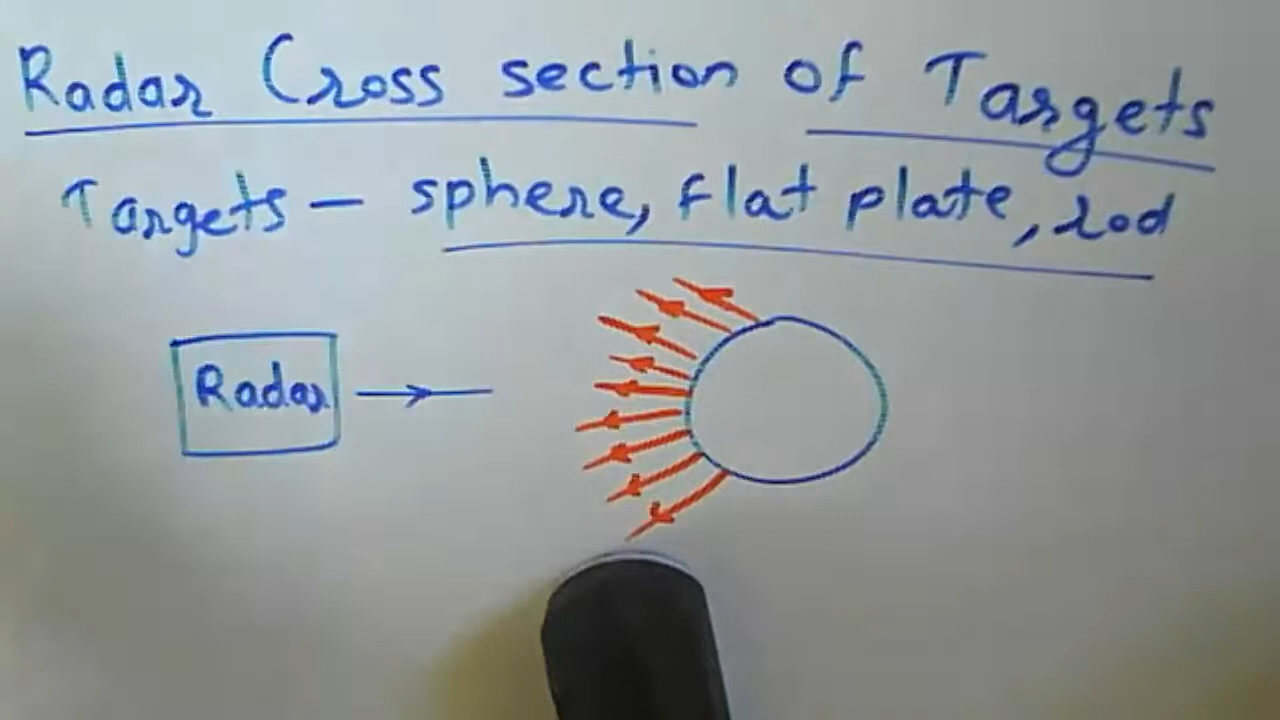 Radar Cross section of Targets
Targets - sphere, flat plate, rod
Radar